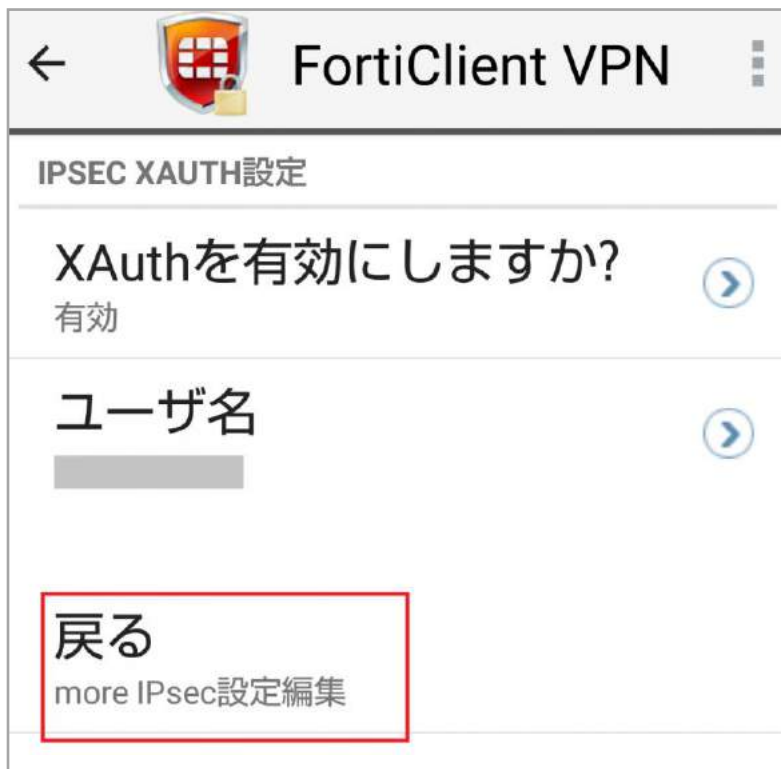 FortiClient VPN
IPSEC XAUTH設定
XAuthを有効にしますか?
有効
ユーザ名
戻る
more IPsec設定編集